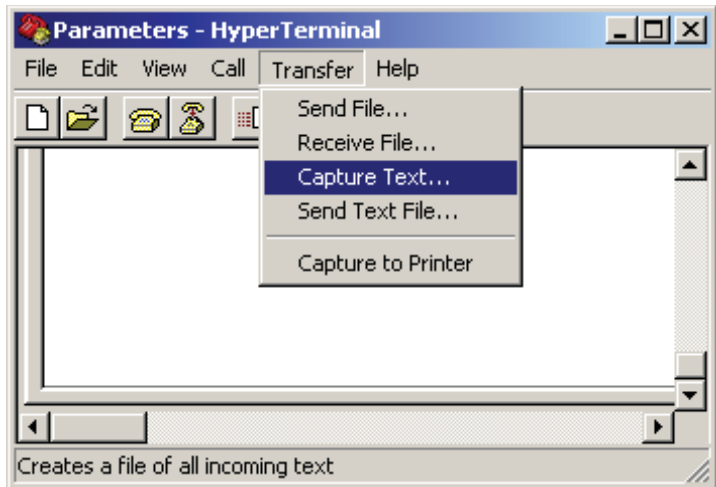 Parameters - HyperTerminal
File Edit View Call Transfer Help
Send File...
Receive File...
Capture Text...
Send Text File...
Capture to Printer
Creates a file of all incoming text